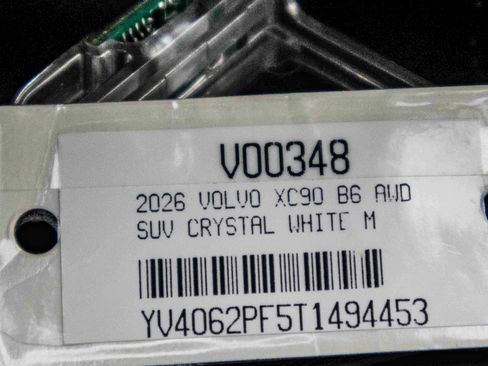 V00348
2026 VOLVO XC90 B6 AWD
SUV CRYSTAL WHITE M
YV4062PF5T1494453